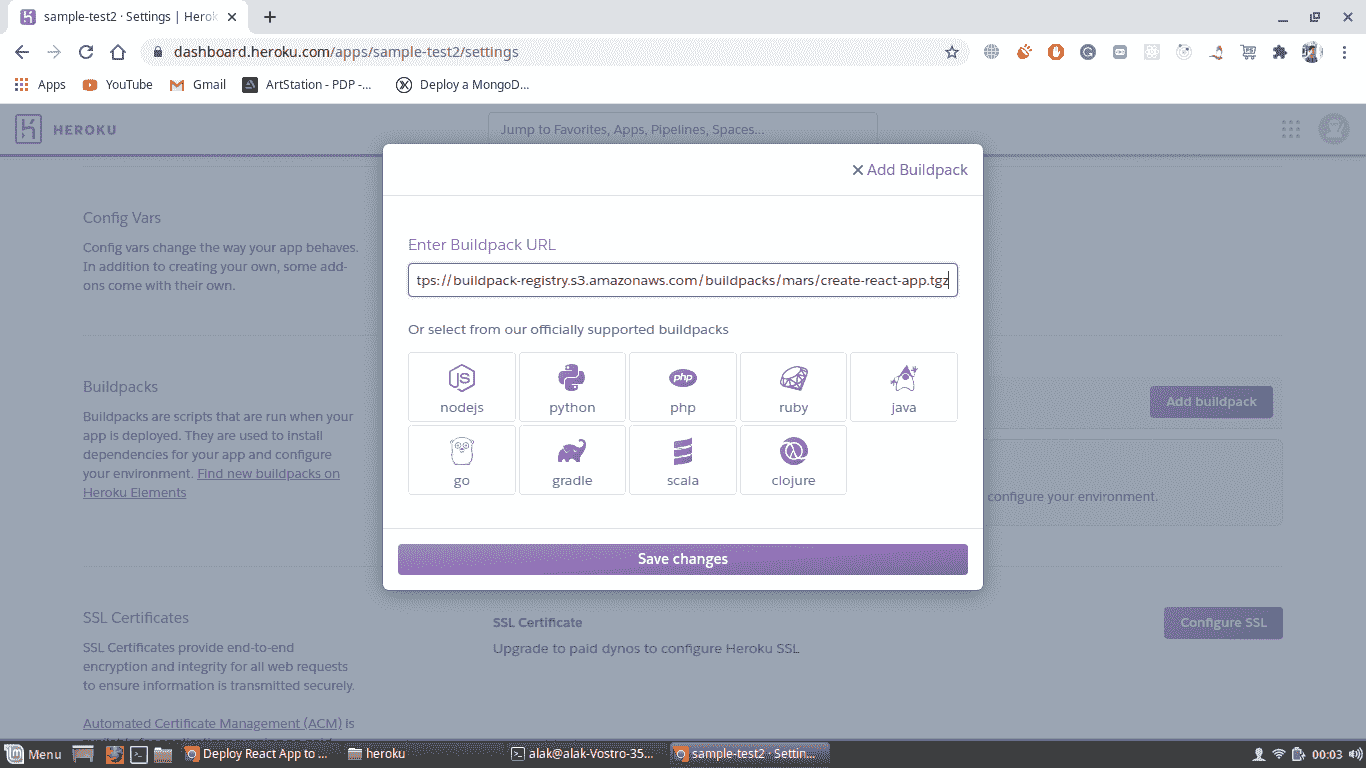 sample-test2 · Settings | Herok
dashboard.heroku.com/apps/sample-test2/settings
Apps YouTube Gmail ArtStation - PDP -... Deploy a MongoD...
HEROKU Jump to Favorites, Apps, Pipelines, Spaces...
Add Buildpack
Enter Buildpack URL
tps://buildpack-registry.s3.amazonaws.com/buildpacks/mars/create-react-app.tgz
Or select from our officially supported buildpacks
JS php
nodejs python php ruby java
go gradle scala clojure
Save changes
Config Vars
Config vars change the way your app behaves.
In addition to creating your own, some add-
ons come with their own.
Buildpacks
Buildpacks are scripts that are run when your
app is deployed. They are used to install
dependencies for your app and configure
your environment. Find new buildpacks on
Heroku Elements
Add buildpack
configure your environment.
SSL Certificates
SSL Certificates provide end-to-end
encryption and integrity for all web requests
to ensure information is transmitted securely.
Automated Certificate Management (ACM) is
SSL Certificate
Upgrade to paid dynos to configure Heroku SSL
Configure SSL
Menu Deploy React App to ... heroku alak@alak-Vostro-35... sample-test2 · Settin... 00:03